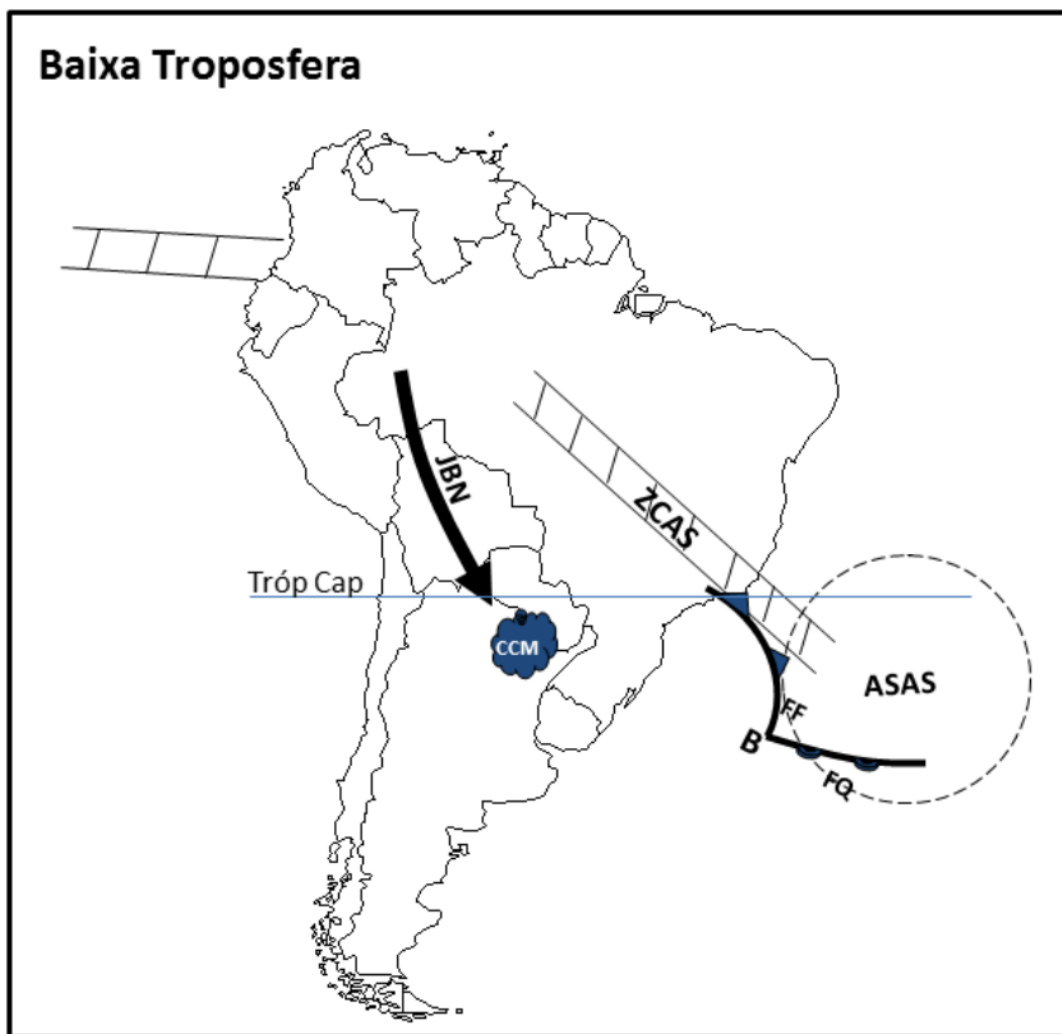 Baixa Troposfera
JBN
ZCAS
Tróp Cap
CCM
ASAS
FF
B
FQ